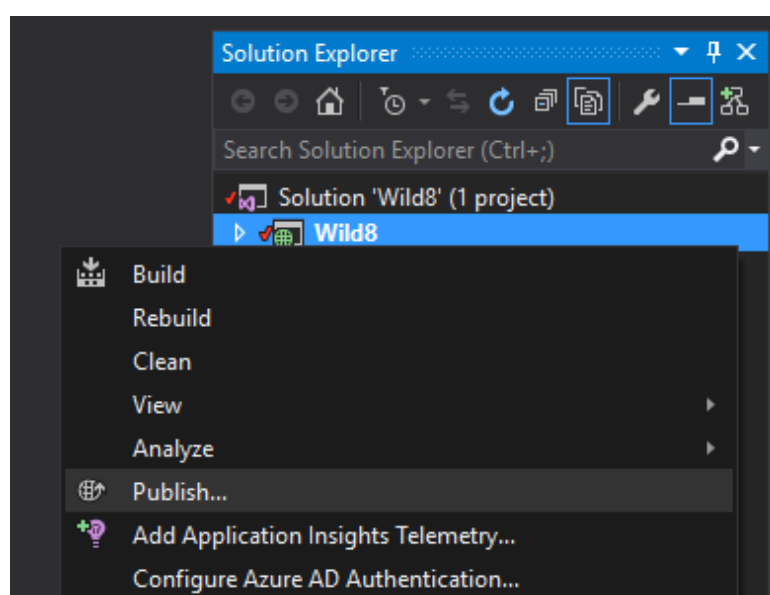 Solution Explorer
Search Solution Explorer (Ctrl+;)
Solution 'Wild8' (1 project)
Wild8
Build
Rebuild
Clean
View
Analyze
Publish...
Add Application Insights Telemetry...
Configure Azure AD Authentication...